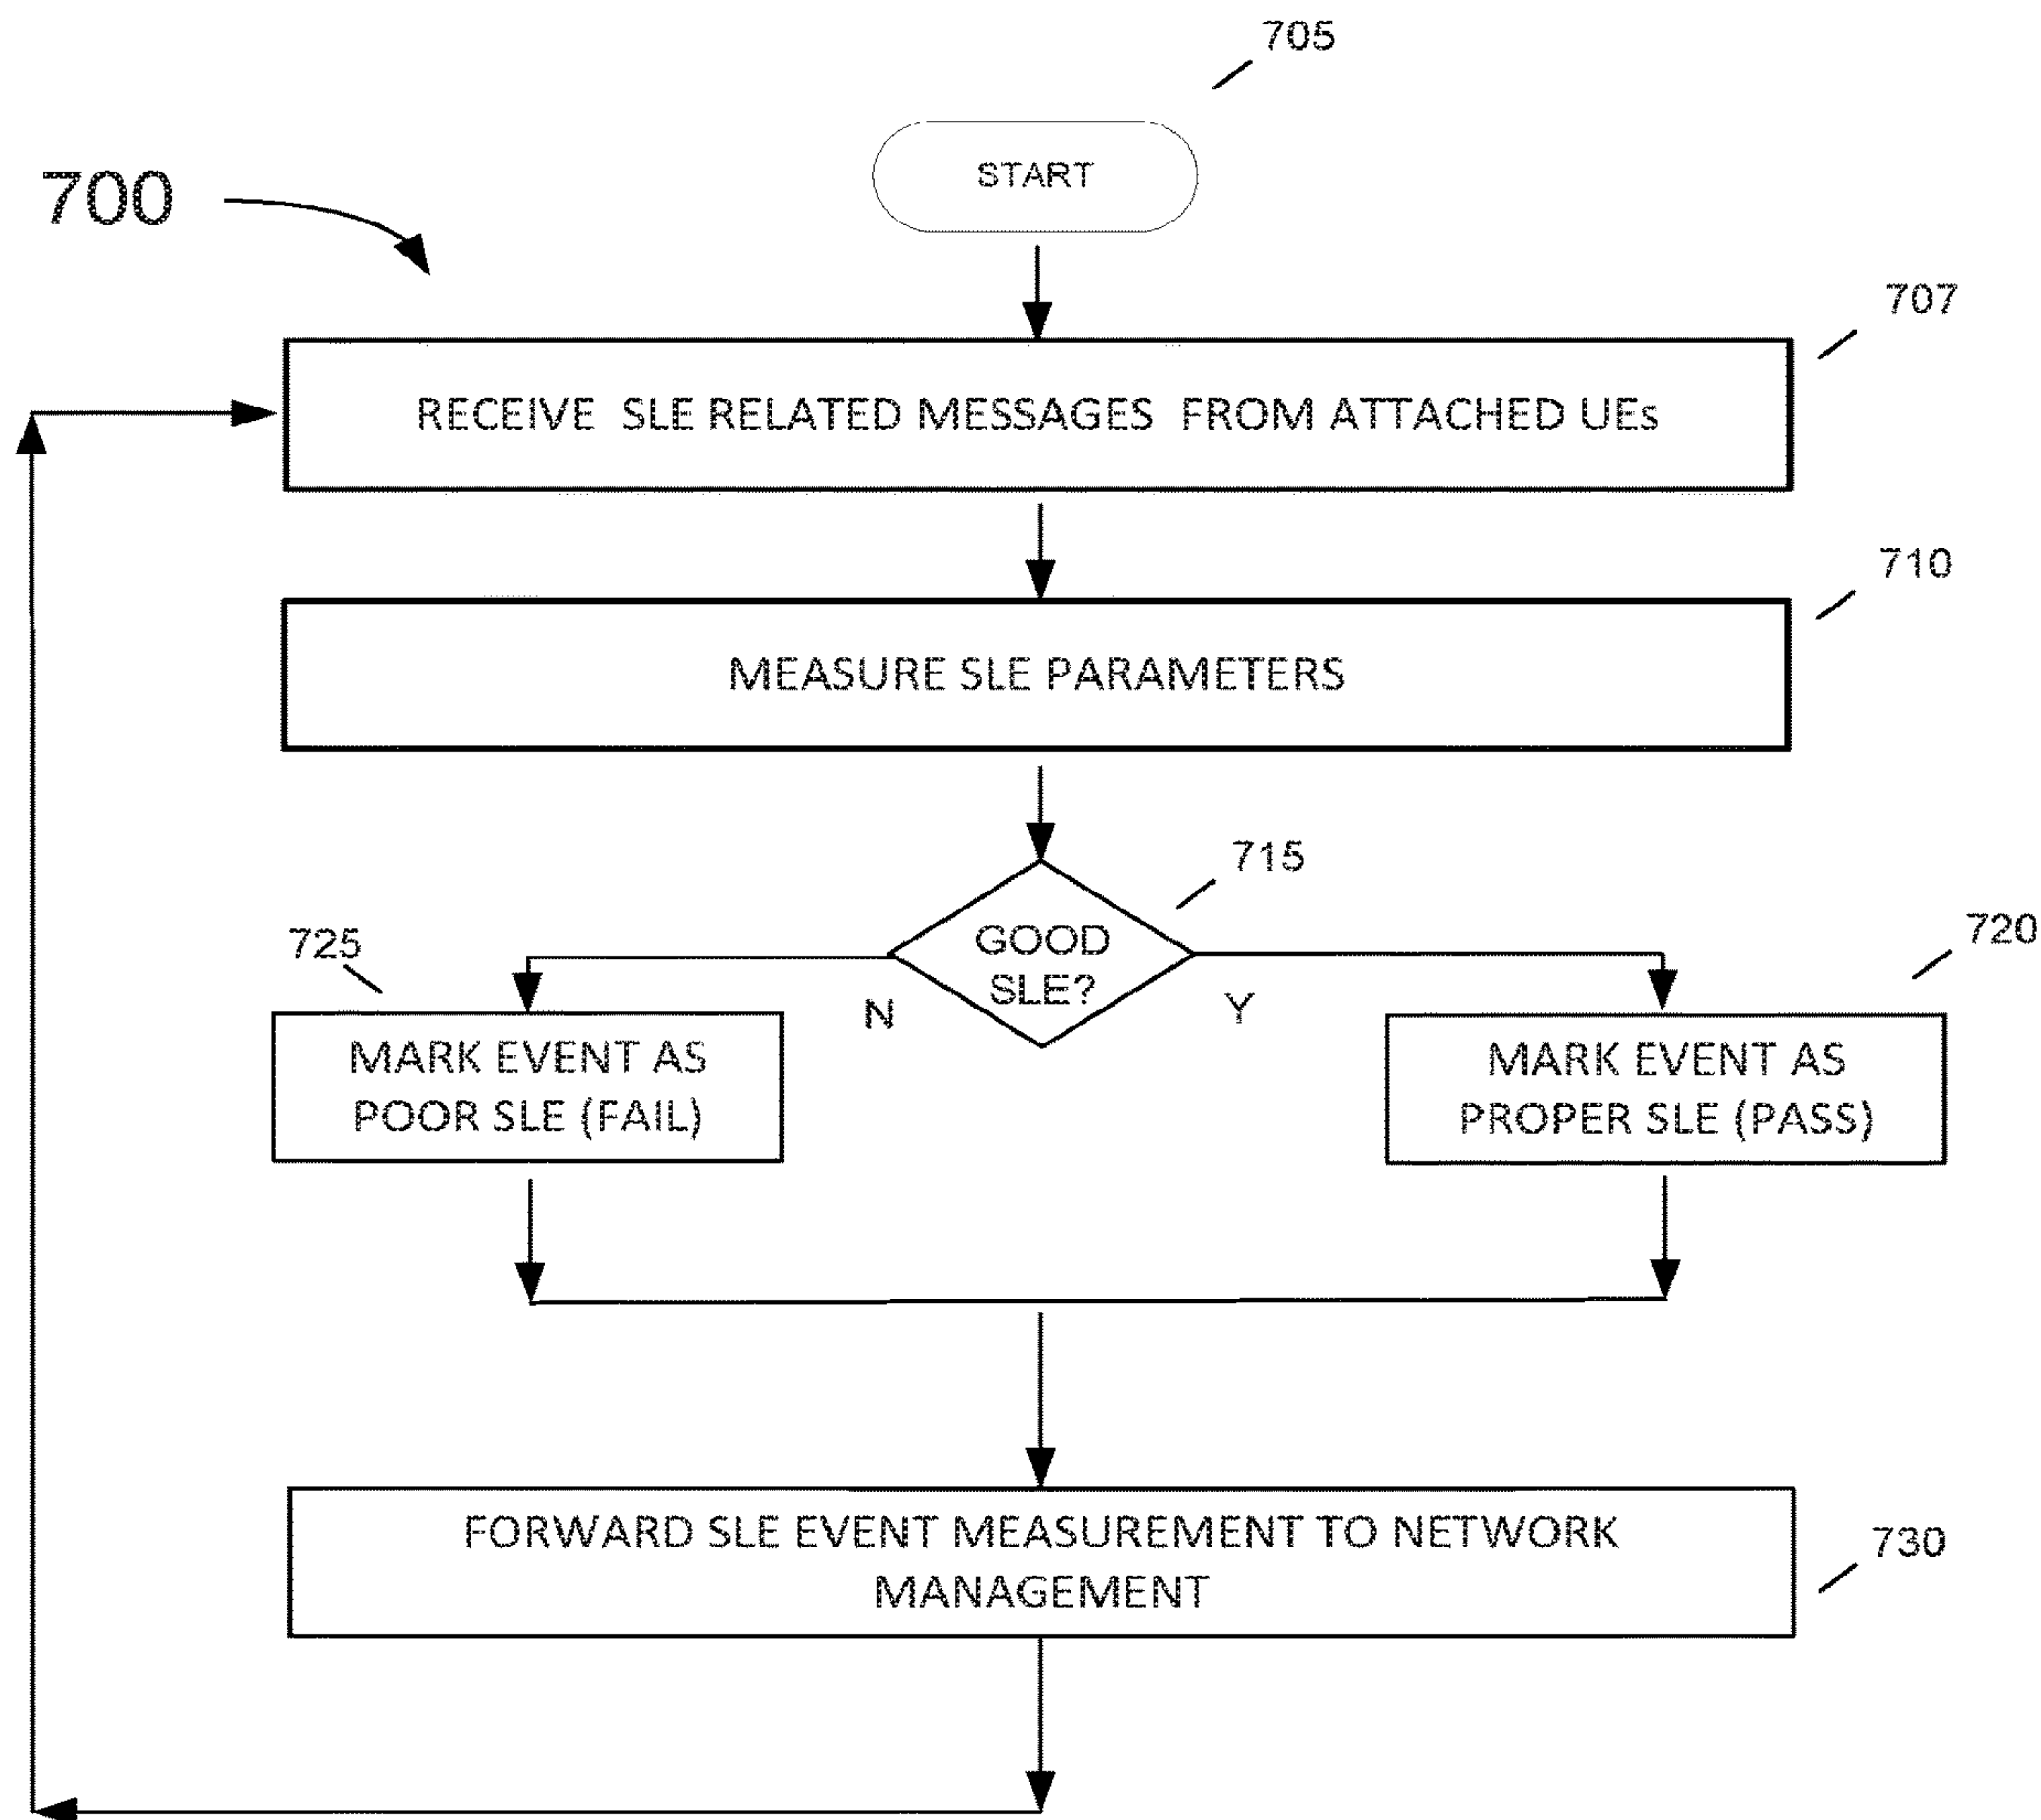 705
START
700
707
RECEIVE SLE RELATED MESSAGES FROM ATTACHED UEs
710
MEASURE SLE PARAMETERS
715
GOOD
SLE?
N
Y
725
MARK EVENT AS
POOR SLE (FAIL)
720
MARK EVENT AS
PROPER SLE (PASS)
FORWARD SLE EVENT MEASUREMENT TO NETWORK
MANAGEMENT
730